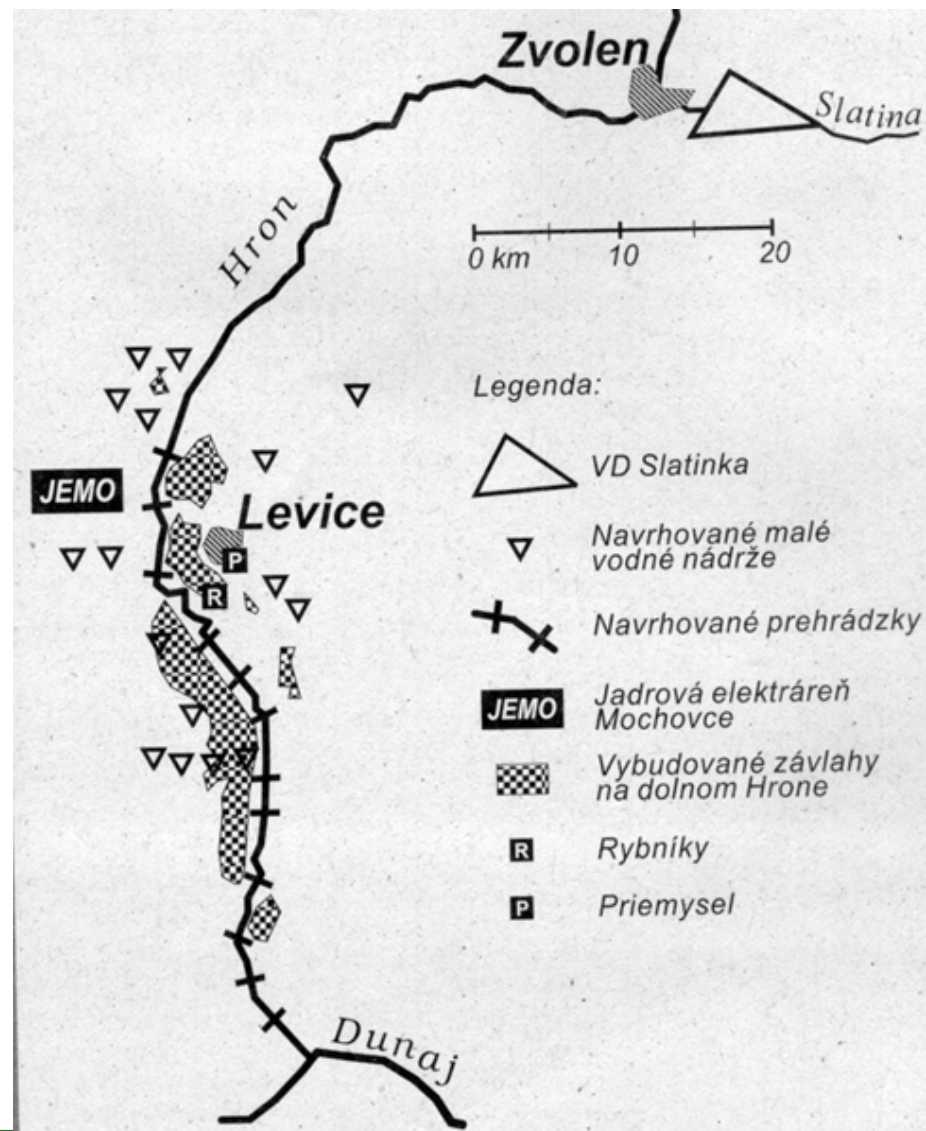 Zvolen
Slatina
Hron
0 km 10 20
Legenda:
JEMO
Levice
VD Slatinka
P
Navrhované malé
vodné nádrže
R
Navrhované prehrádzky
JEMO
Jadrová elektráreň
Mochovce
Vybudované závlahy
na dolnom Hrone
R
Rybníky
P
Priemysel
Dunaj